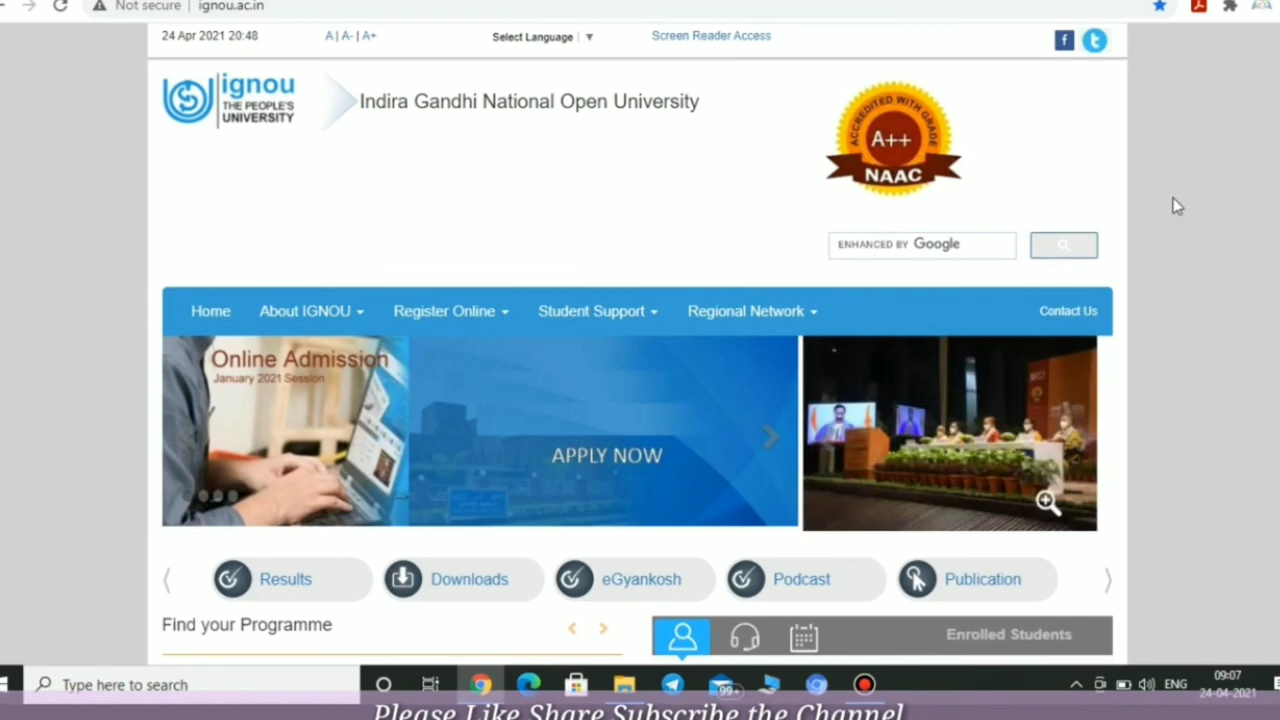 Not secure | ignou.ac.in
24 Apr 2021 20:48
A | A- | A+
Select Language ▼
Screen Reader Access
ignou
THE PEOPLE'S
UNIVERSITY
Indira Gandhi National Open University
ACCREDITED WITH GRADE
A++
NAAC
ENHANCED BY Google
Home
About IGNOU
Register Online
Student Support
Regional Network
Contact Us
Online Admission
January 2021 Session
APPLY NOW
Results
Downloads
eGyankosh
Podcast
Publication
Find your Programme
Enrolled Students
Type here to search
99+
ENG
09:07
24-04-2021
Please Like Share Subscribe the Channel